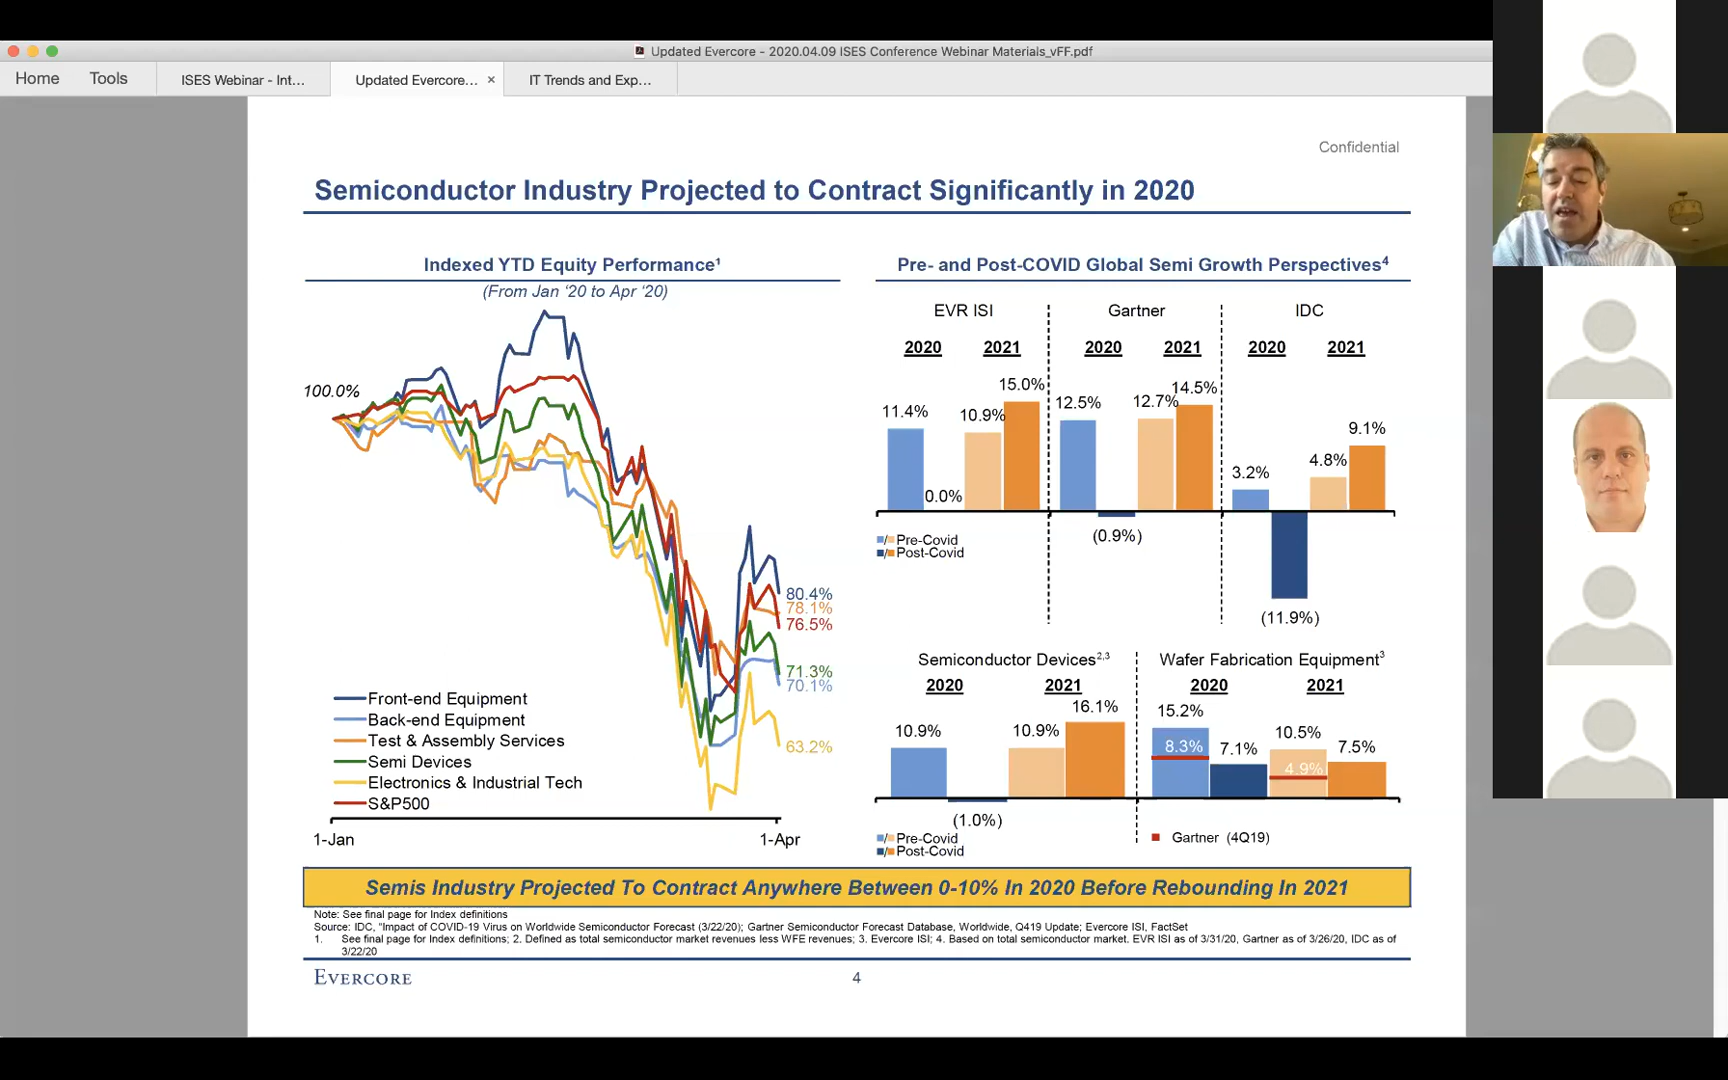 Updated Evercore - 2020.04.09 ISES Conference Webinar Materials_vFF.pdf
Home
Tools
ISES Webinar - Int...
Updated Evercore... ×
IT Trends and Exp...
Confidential
Semiconductor Industry Projected to Contract Significantly in 2020
Indexed YTD Equity Performance¹
(From Jan '20 to Apr '20)
100.0%
80.4%
78.1%
76.5%
71.3%
70.1%
63.2%
Front-end Equipment
Back-end Equipment
Test & Assembly Services
Semi Devices
Electronics & Industrial Tech
S&P500
1-Jan
1-Apr
Pre- and Post-COVID Global Semi Growth Perspectives⁴
EVR ISI
Gartner
IDC
2020 2021 2020 2021 2020 2021
11.4%
0.0%
10.9%
15.0%
12.5%
(0.9%)
12.7%
14.5%
3.2%
(11.9%)
4.8%
9.1%
/ Pre-Covid
/ Post-Covid
Semiconductor Devices²,³
2020 2021
10.9%
(1.0%)
10.9%
16.1%
/ Pre-Covid
/ Post-Covid
Wafer Fabrication Equipment³
2020 2021
15.2%
8.3%
7.1%
10.5%
4.9%
7.5%
Gartner (4Q19)
Semis Industry Projected To Contract Anywhere Between 0-10% In 2020 Before Rebounding In 2021
Note: See final page for Index definitions
Source: IDC, "Impact of COVID-19 Virus on Worldwide Semiconductor Forecast (3/22/20); Gartner Semiconductor Forecast Database, Worldwide, Q419 Update; Evercore ISI, FactSet
1. See final page for Index definitions; 2. Defined as total semiconductor market revenues less WFE revenues; 3. Evercore ISI; 4. Based on total semiconductor market. EVR ISI as of 3/31/20, Gartner as of 3/26/20, IDC as of
3/22/20
EVERCORE
4